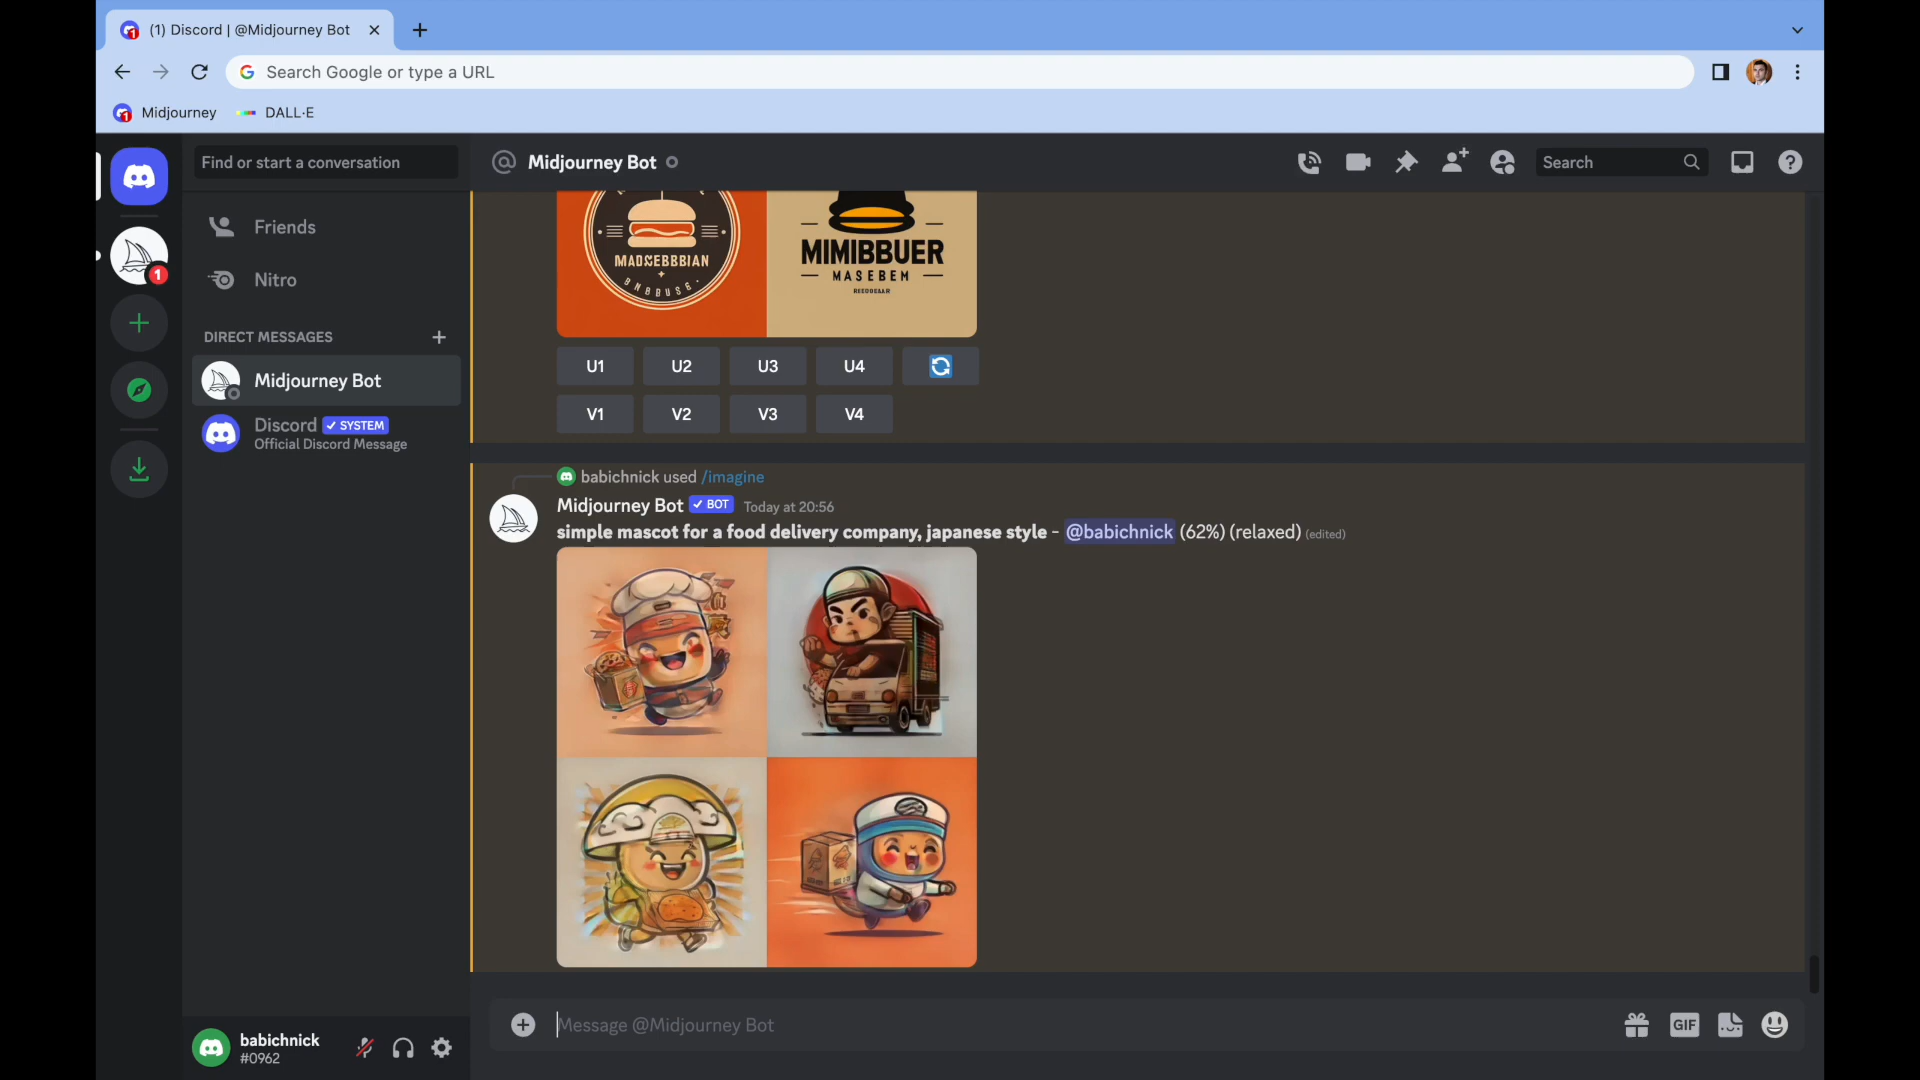 (1) Discord | @Midjourney Bot
Search Google or type a URL
Midjourney
DALL·E
Find or start a conversation
Midjourney Bot
Search
Friends
Nitro
1
DIRECT MESSAGES
Midjourney Bot
Discord SYSTEM
Official Discord Message
MADSEBBBIAN
BNBBUSE
MIMIBBUER
MASEBEM
U1 U2 U3 U4
V1 V2 V3 V4
babichnick used /imagine
Midjourney Bot BOT Today at 20:56
simple mascot for a food delivery company, japanese style - @babichnick (62%) (relaxed) (edited)
Message @Midjourney Bot
GIF
babichnick
#0962